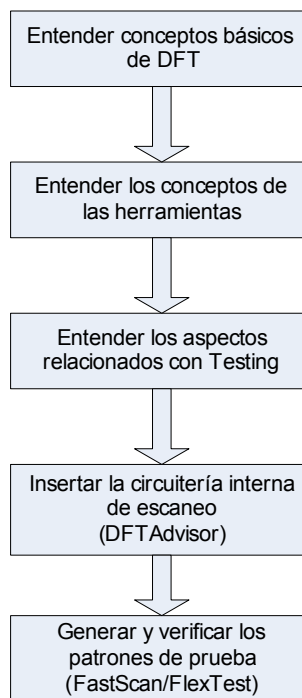 Entender conceptos básicos
de DFT
Entender los conceptos de
las herramientas
Entender los aspectos
relacionados con Testing
Insertar la circuitería interna
de escaneo
(DFTAdvisor)
Generar y verificar los
patrones de prueba
(FastScan/FlexTest)